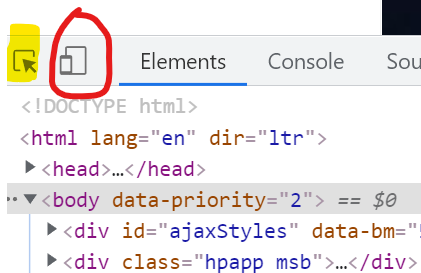 Elements Console Sou
<!DOCTYPE html>
<html lang="en" dir="ltr">
<head>…</head>
<body data-priority="2"> == $0
<div id="ajaxStyles" data-bm="
<div class="hpapp msb">…</div>